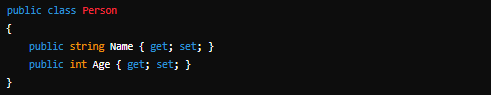 public class Person
{
    public string Name { get; set; }
    public int Age { get; set; }
}